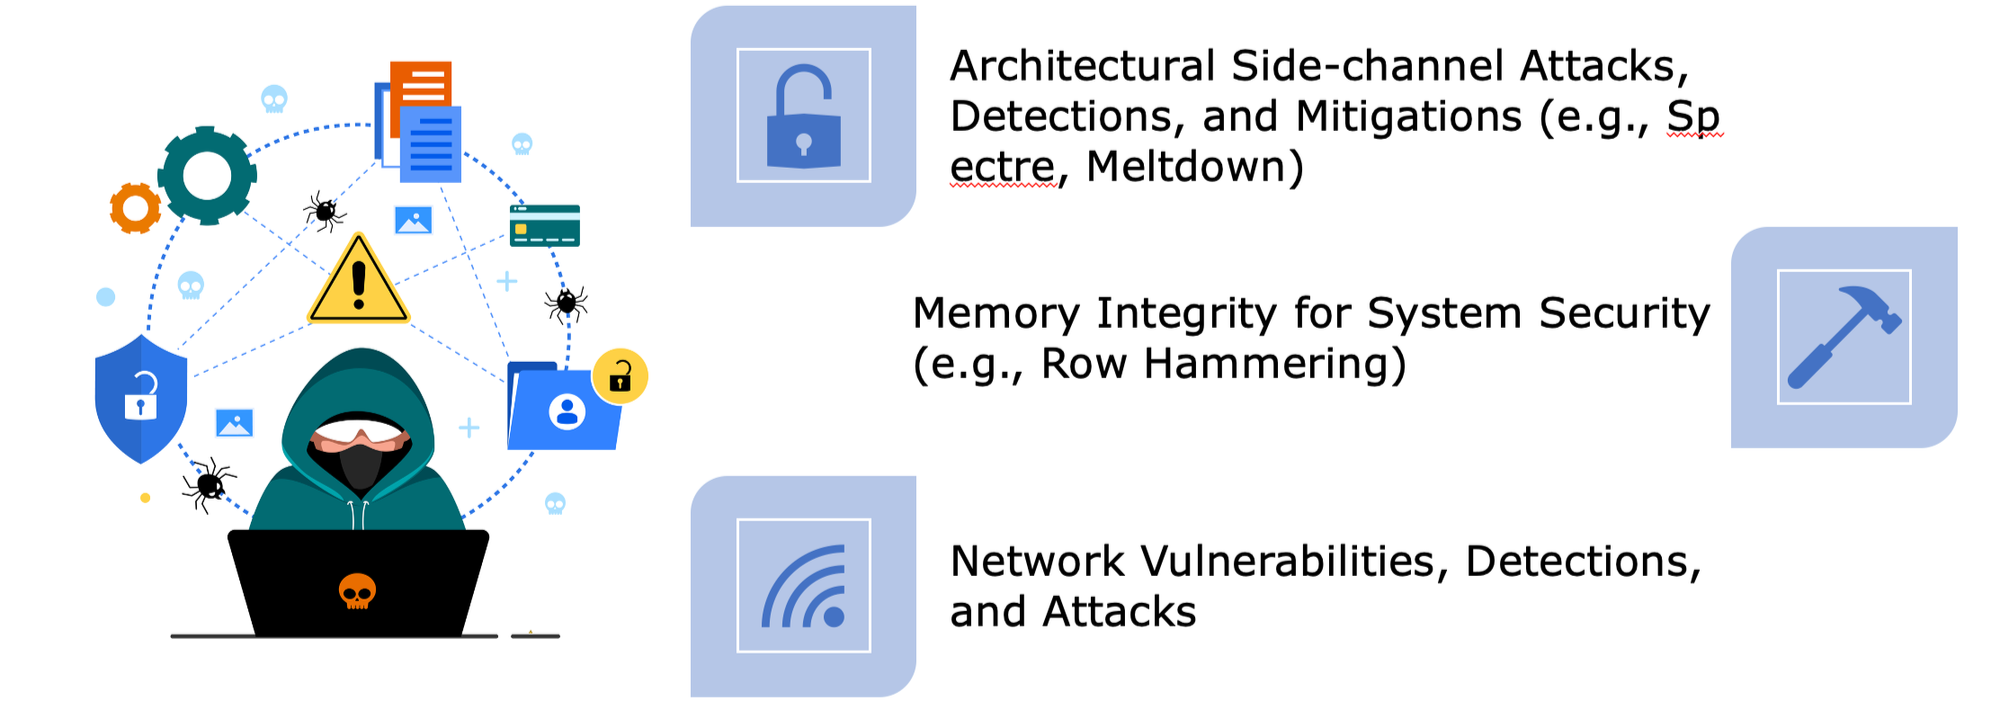 Architectural Side-channel Attacks,
Detections, and Mitigations (e.g., Sp
ectre, Meltdown)
Memory Integrity for System Security
(e.g., Row Hammering)
Network Vulnerabilities, Detections,
and Attacks